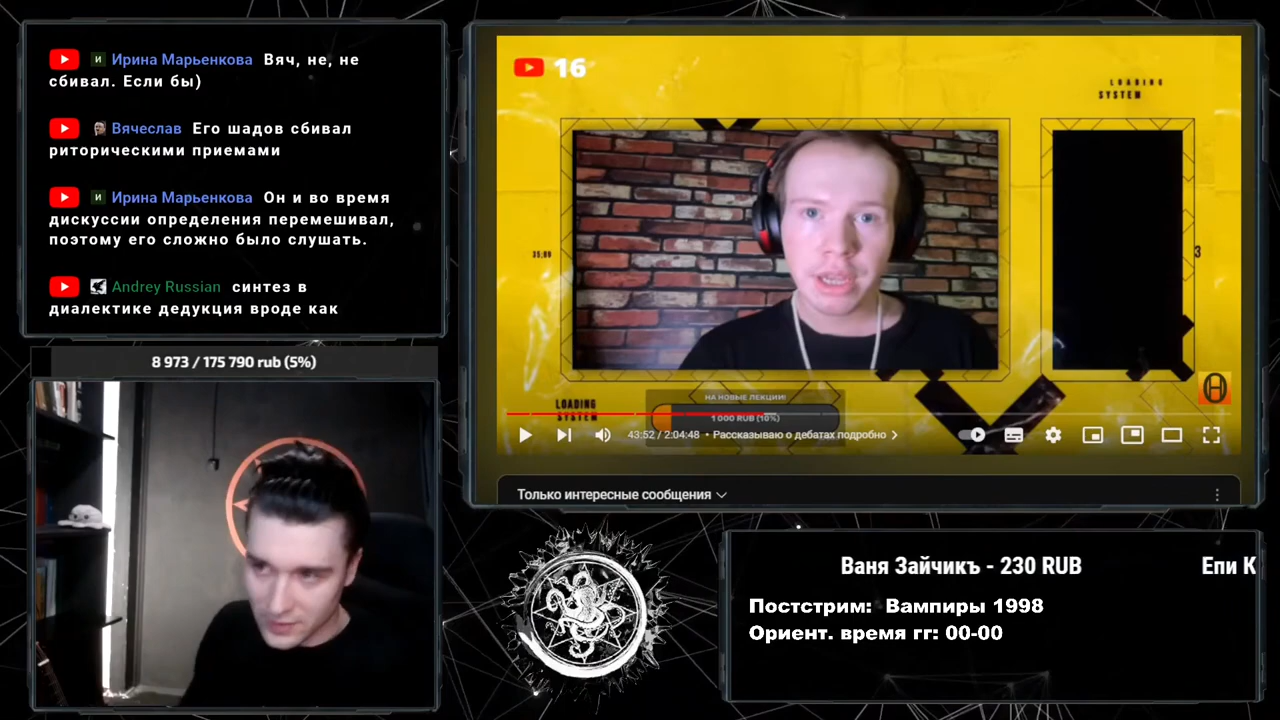 и Ирина Марьенкова Вяч, не, не
сбивал. Если бы)
Вячеслав Его шадов сбивал
риторическими приемами
и Ирина Марьенкова Он и во время
дискуссии определения перемешивал,
поэтому его сложно было слушать.
Andrey Russian синтез в
диалектике дедукция вроде как
8 973 / 175 790 rub (5%)
16
LOADING
SYSTEM
35:09
3
НА НОВЫЕ ЛЕКЦИИ!
LOADING
SYSTEM
1 000 RUB (10%)
43:52 / 2:04:48 • Рассказываю о дебатах подробно
Только интересные сообщения
Ваня Зайчикъ - 230 RUB Епи К
Постстрим: Вампиры 1998
Ориент. время гг: 00-00